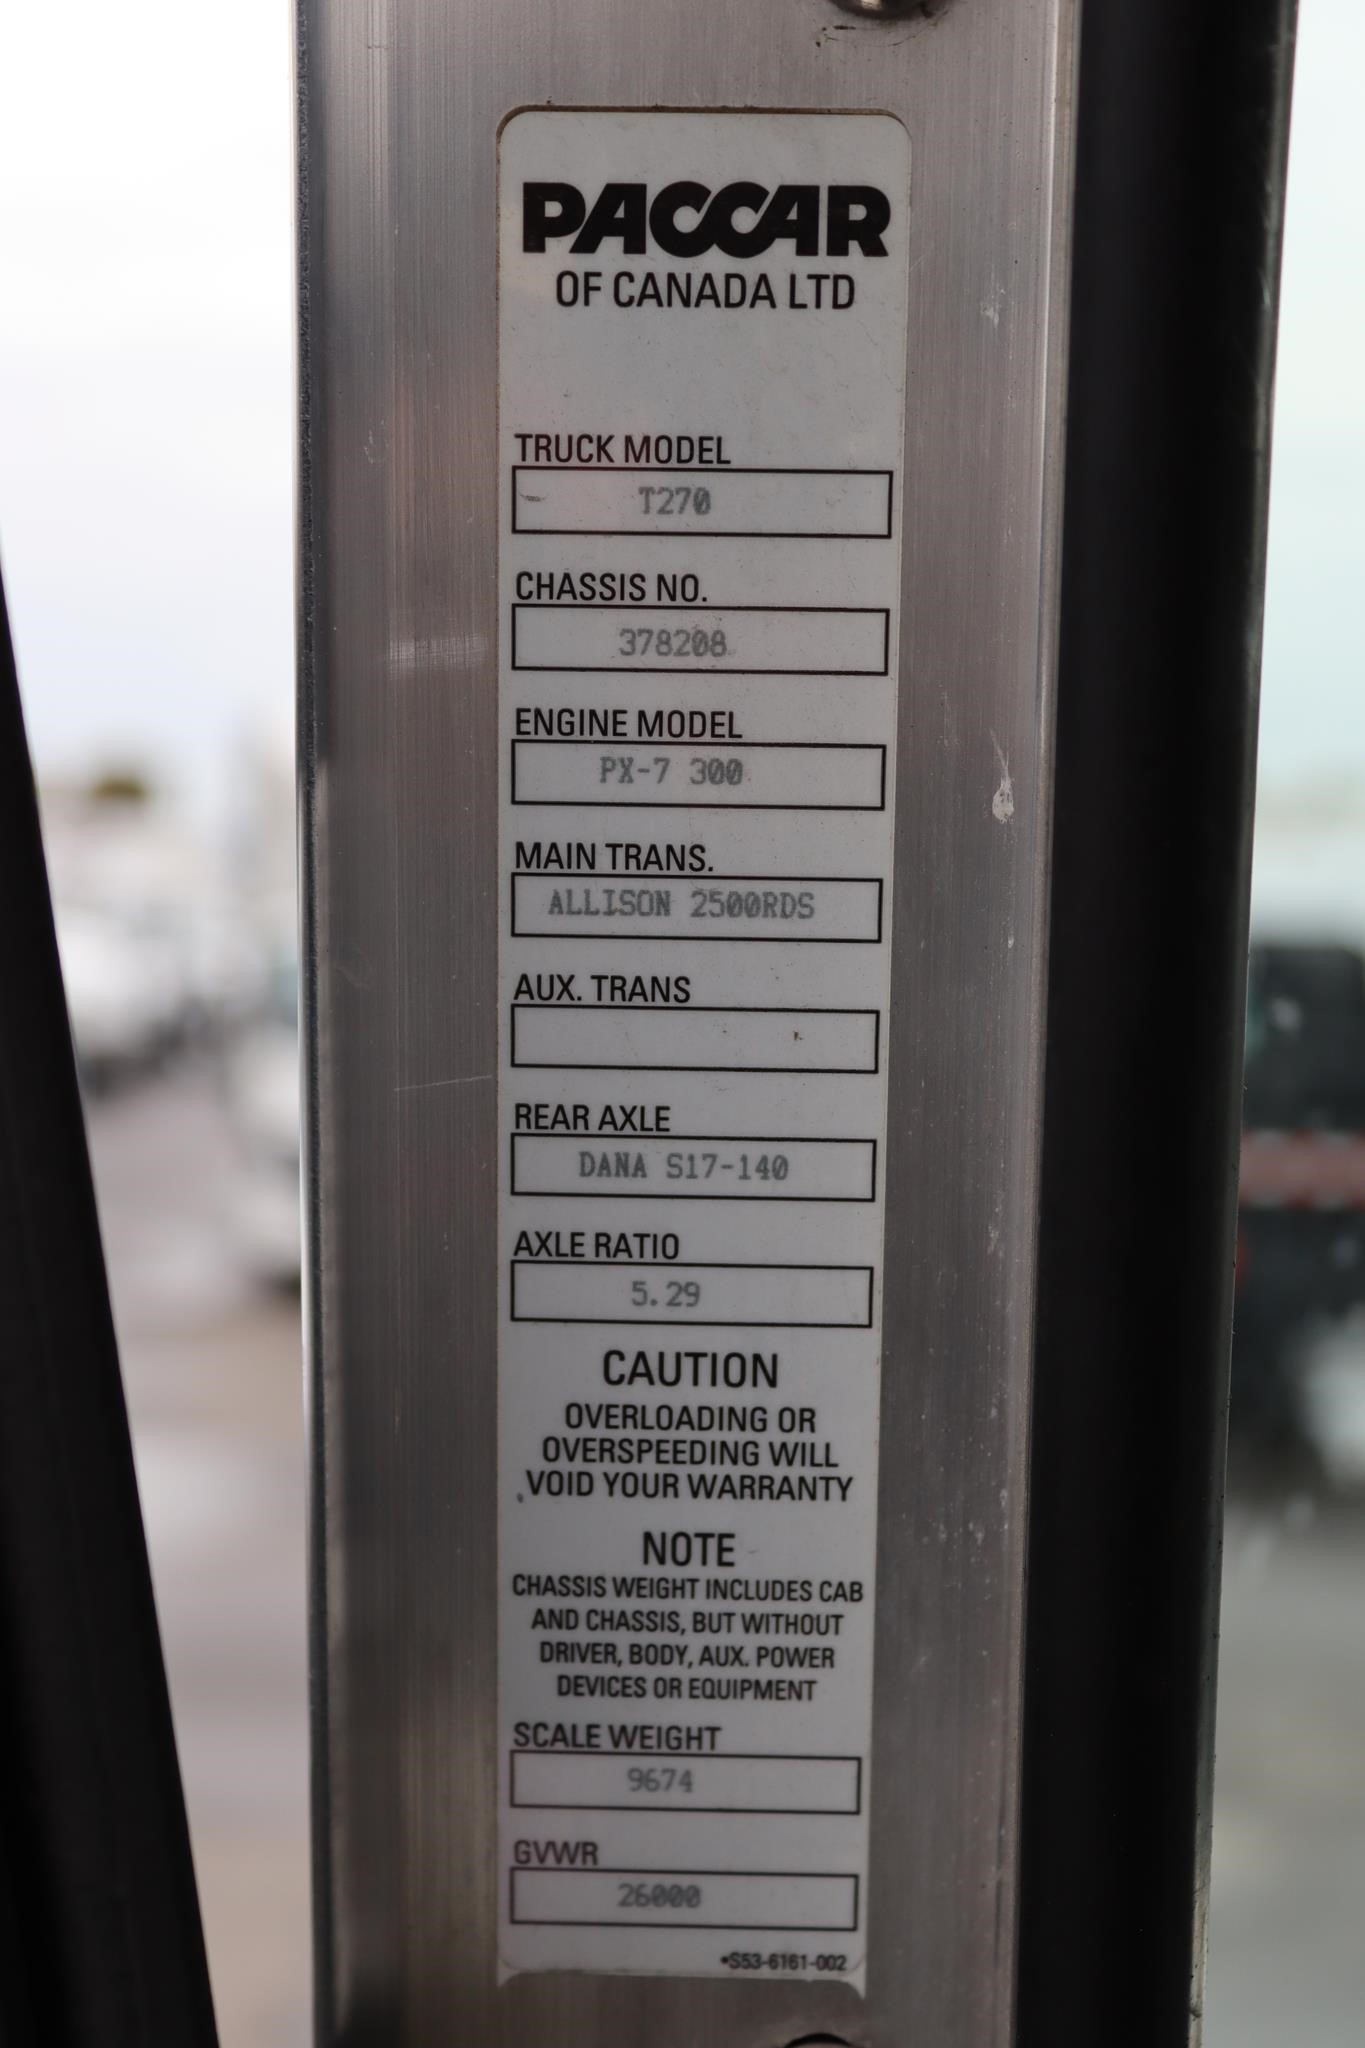 PACCAR
OF CANADA LTD
TRUCK MODEL
T270
CHASSIS NO.
378208
ENGINE MODEL
PX-7 300
MAIN TRANS.
ALLISON 2500RDS
AUX. TRANS
REAR AXLE
DANA S17-140
AXLE RATIO
5.29
CAUTION
OVERLOADING OR
OVERSPEEDING WILL
VOID YOUR WARRANTY
NOTE
CHASSIS WEIGHT INCLUDES CAB
AND CHASSIS, BUT WITHOUT
DRIVER, BODY, AUX. POWER
DEVICES OR EQUIPMENT
SCALE WEIGHT
9674
GVWR
26000
•S53-6161-002